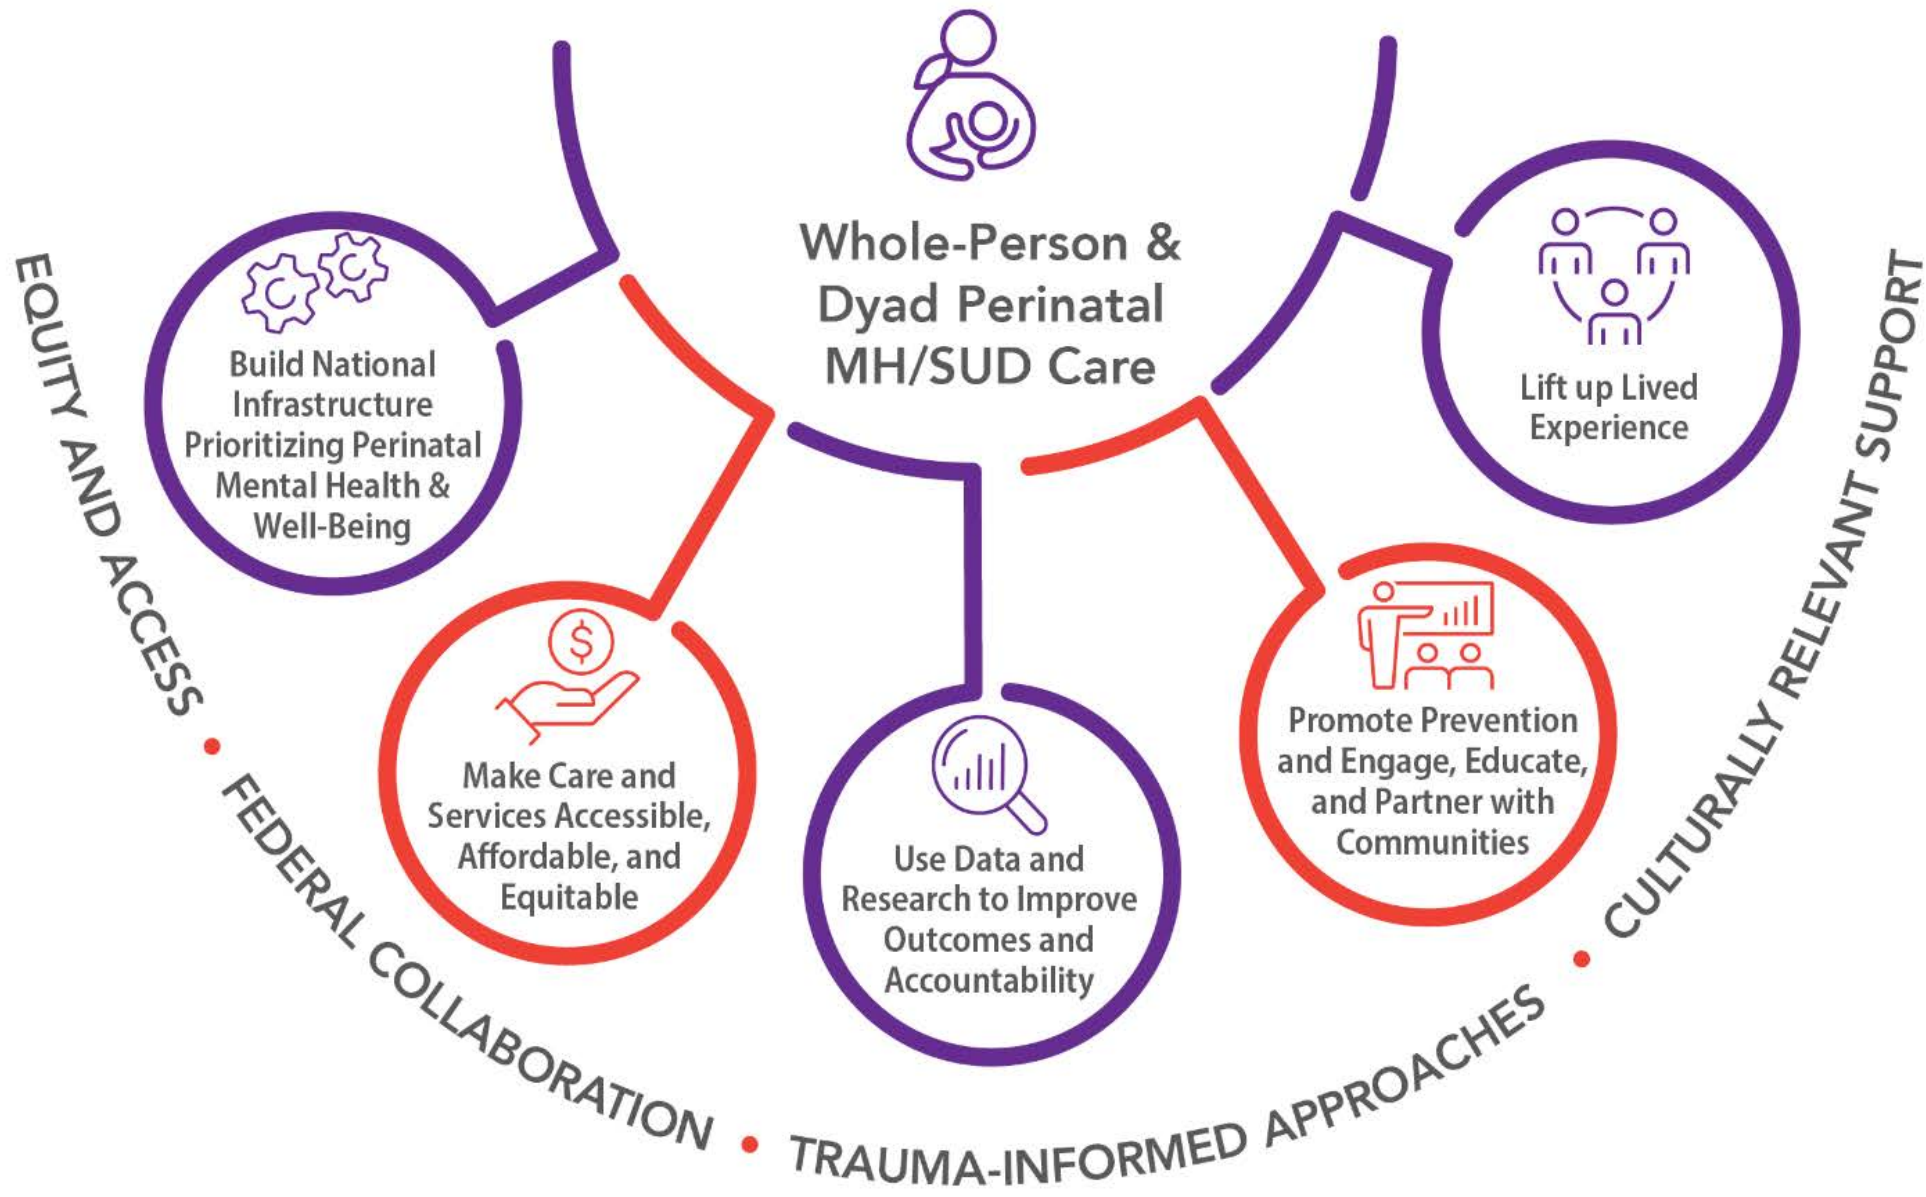 Whole-Person &
Dyad Perinatal
MH/SUD Care
Build National
Infrastructure
Prioritizing Perinatal
Mental Health &
Well-Being
$
Make Care and
Services Accessible,
Affordable, and
Equitable
Use Data and
Research to Improve
Outcomes and
Accountability
Promote Prevention
and Engage, Educate,
and Partner with
Communities
Lift up Lived
Experience
EQUITY AND ACCESS • FEDERAL COLLABORATION • TRAUMA-INFORMED APPROACHES • CULTURALLY RELEVANT SUPPORT